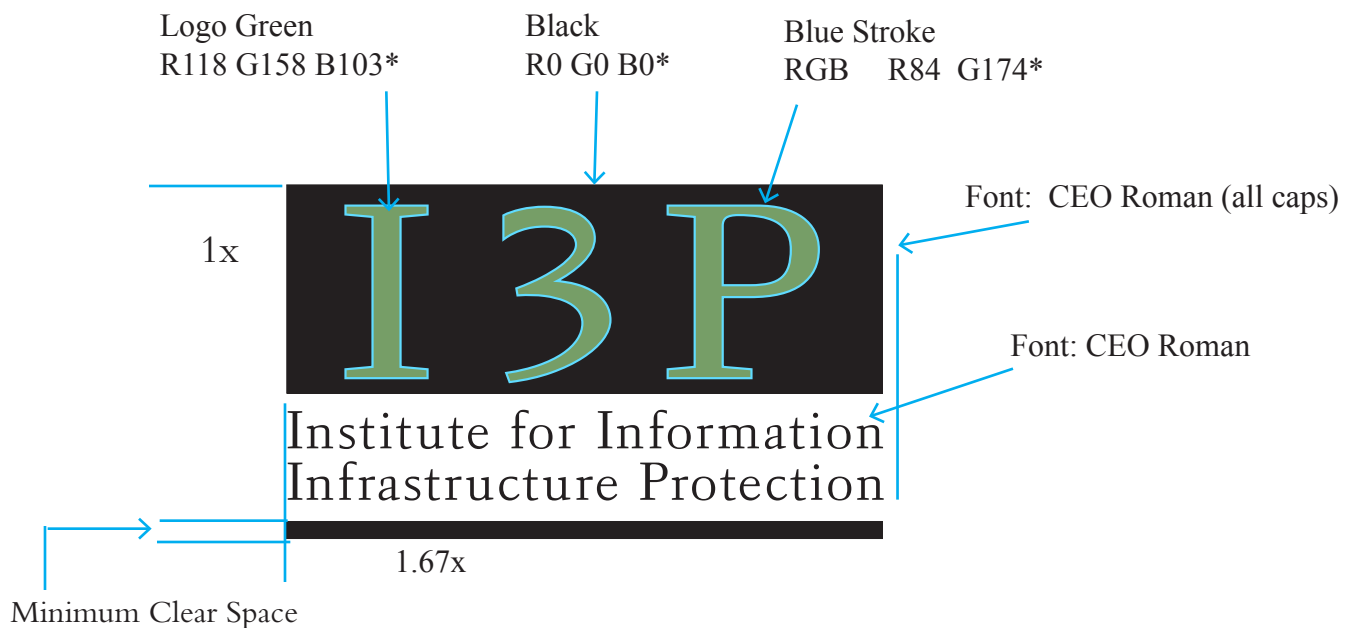 Logo Green
R118 G158 B103*
Black
R0 G0 B0*
Blue Stroke
RGB R84 G174*
Font: CEO Roman (all caps)
1x
I3P
Font: CEO Roman
Institute for Information
Infrastructure Protection
1.67x
Minimum Clear Space